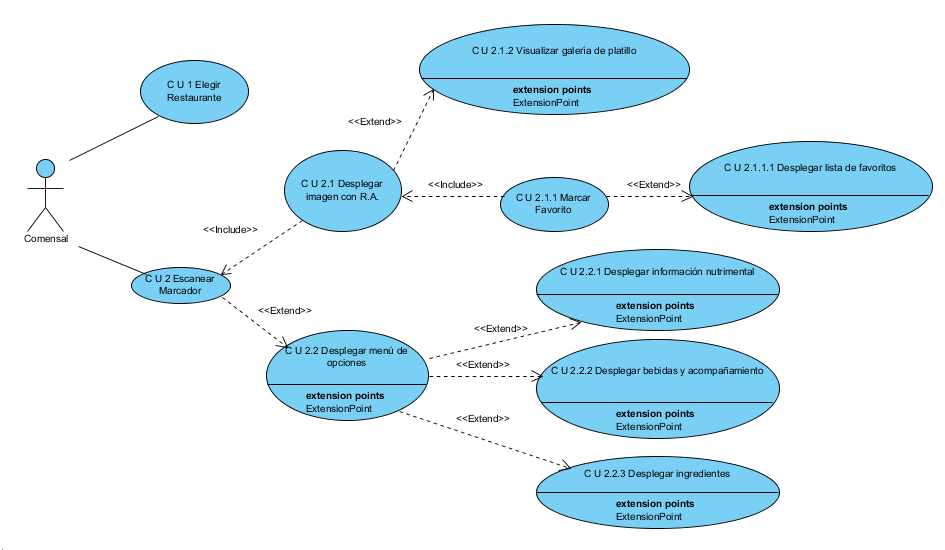 C U 2.1.2 Visualizar galería de platillo
extension points
ExtensionPoint
C U 1 Elegir
Restaurante
<<Extend>>
C U 2.1 Desplegar
imagen con R.A.
<<Include>>
C U 2.1.1 Marcar
Favorito
<<Extend>>
C U 2.1.1.1 Desplegar lista de favoritos
extension points
ExtensionPoint
Comensal
<<Include>>
C U 2 Escanear
Marcador
<<Extend>>
C U 2.2 Desplegar menú de
opciones
extension points
ExtensionPoint
<<Extend>>
C U 2.2.1 Desplegar información nutrimental
extension points
ExtensionPoint
<<Extend>>
C U 2.2.2 Desplegar bebidas y acompañamiento
extension points
ExtensionPoint
<<Extend>>
C U 2.2.3 Desplegar ingredientes
extension points
ExtensionPoint